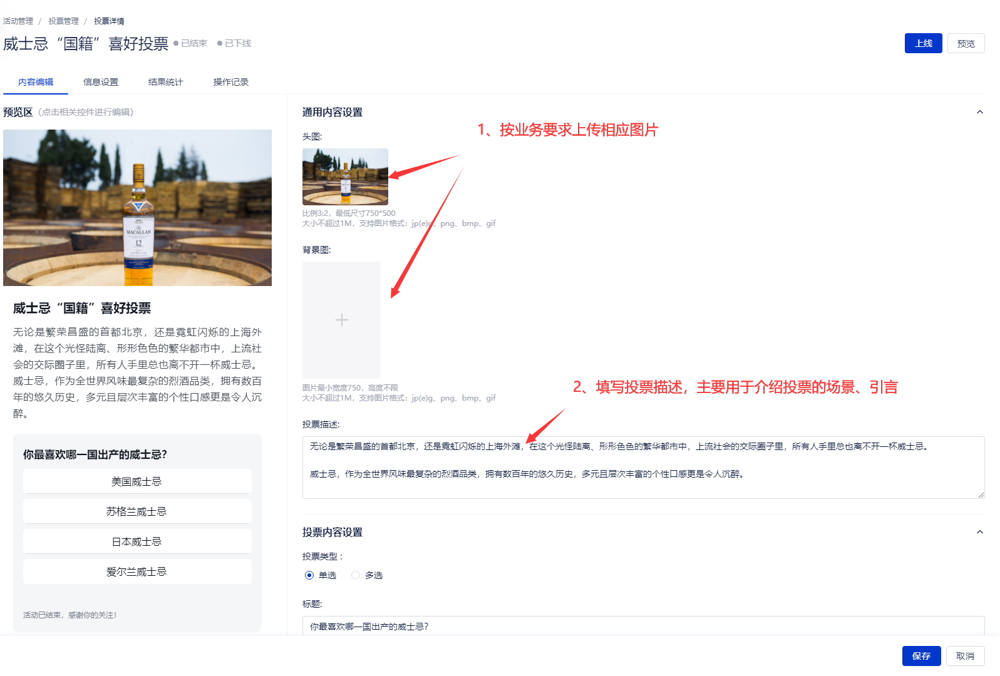 活动管理 / 投票管理 / 投票详情
威士忌“国籍”喜好投票 已结束 已下线
上线 预览
内容编辑 信息设置 结果统计 操作记录
预览区 (点击相关控件进行编辑)
MACALLAN
12
威士忌“国籍”喜好投票
无论是繁荣昌盛的首都北京，还是霓虹闪烁的上海外
滩，在这个光怪陆离、形形色色的繁华都市中，上流社
会的交际圈子里，所有人手里总也离不开一杯威士忌。
威士忌，作为全世界风味最复杂的烈酒品类，拥有数百
年的悠久历史，多元且层次丰富的个性口感更是令人沉
醉。
你最喜欢哪一国出产的威士忌？
美国威士忌
苏格兰威士忌
日本威士忌
爱尔兰威士忌
活动已结束，感谢你的关注！
通用内容设置
1、按业务要求上传相应图片
头图:
比例3:2，最低尺寸750*500
大小不超过1M，支持图片格式：jp(e)g、png、bmp、gif
背景图:
图片最小宽度750，高度不限
大小不超过1M，支持图片格式：jp(e)g、png、bmp、gif
2、填写投票描述，主要用于介绍投票的场景、引言
投票描述:
无论是繁荣昌盛的首都北京，还是霓虹闪烁的上海外滩，在这个光怪陆离、形形色色的繁华都市中，上流社会的交际圈子里，所有人手里总也离不开一杯威士忌。
威士忌，作为全世界风味最复杂的烈酒品类，拥有数百年的悠久历史，多元且层次丰富的个性口感更是令人沉醉。
投票内容设置
投票类型 :
单选 多选
标题:
你最喜欢哪一国出产的威士忌？
保存 取消